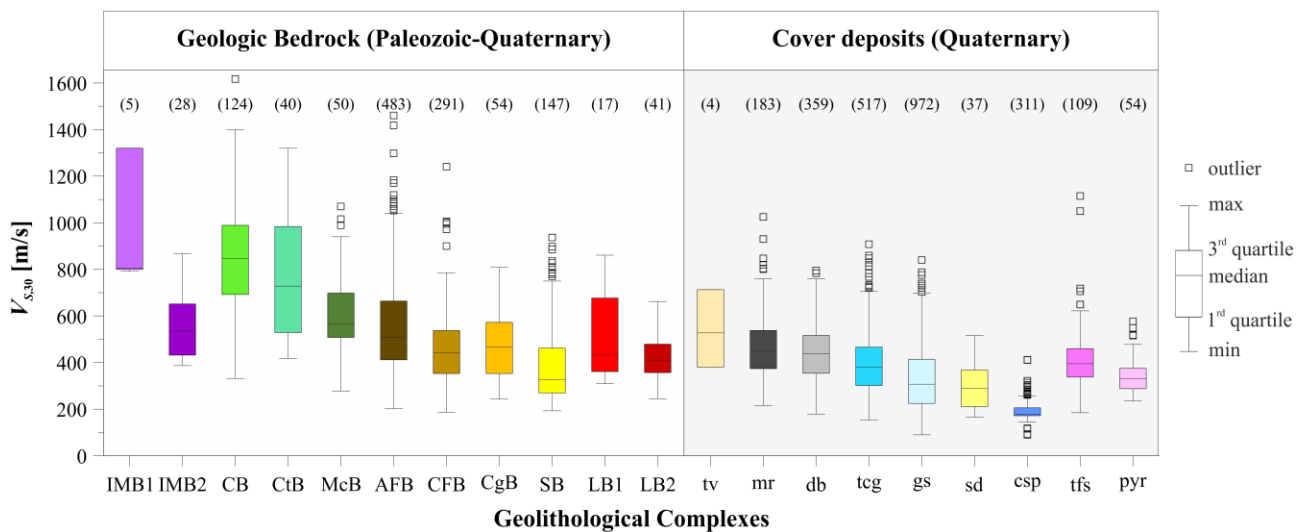 Geologic Bedrock (Paleozoic-Quaternary) Cover deposits (Quaternary)
(5) (28) (124) (40) (50) (483) (291) (54) (147) (17) (41) (4) (183) (359) (517) (972) (37) (311) (109) (54)
1600
1400
1200
1000
800
600
400
200
0
VS,30 [m/s]
outlier
max
3rd quartile
median
1rd quartile
min
IMB1 IMB2 CB CtB McB AFB CFB CgB SB LB1 LB2 tv mr db tcg gs sd csp tfs pyr
Geolithological Complexes